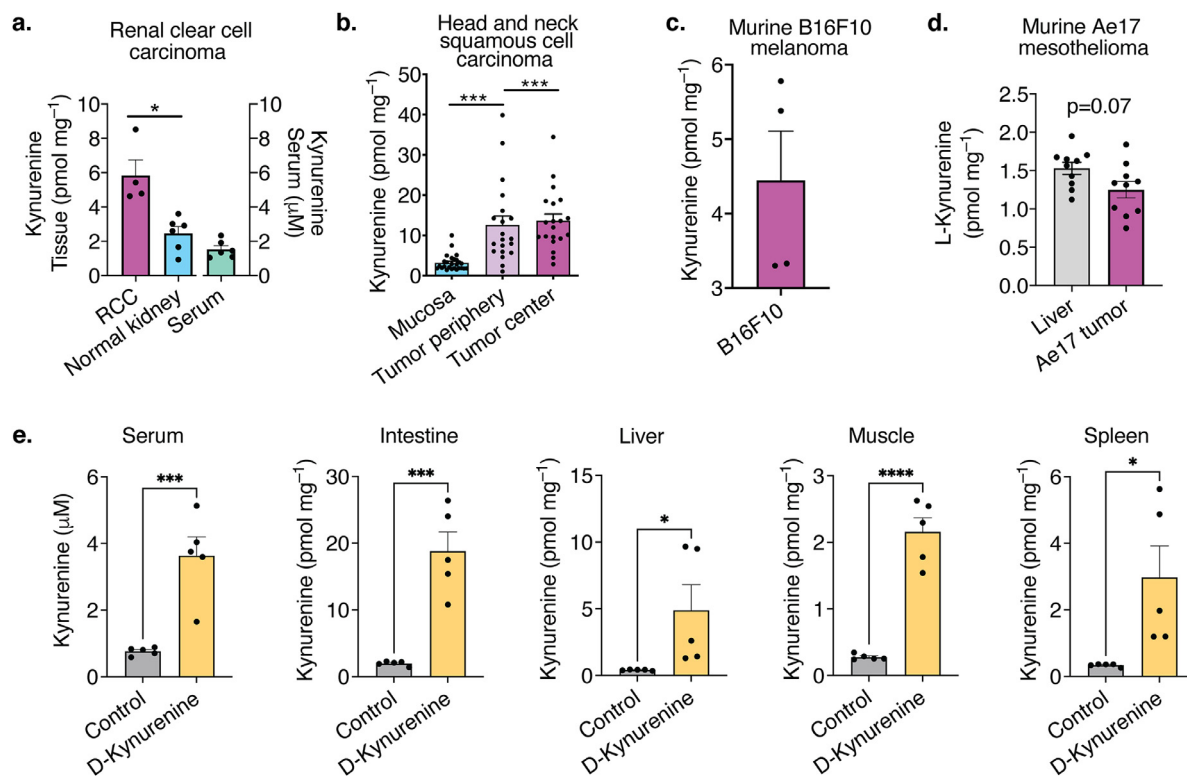 a.
Renal clear cell
carcinoma
Kynurenine
Tissue (pmol mg⁻¹)
10
8
6
4
2
0
*
10
8
6
4
2
0
Kynurenine
Serum (μM)
RCC
Normal kidney
Serum
b.
Head and neck
squamous cell
carcinoma
Kynurenine (pmol mg⁻¹)
50
40
30
20
10
0
***
***
Mucosa
Tumor periphery
Tumor center
c.
Murine B16F10
melanoma
Kynurenine (pmol mg⁻¹)
6
5
4
3
B16F10
d.
Murine Ae17
mesothelioma
L-Kynurenine
(pmol mg⁻¹)
2.5
2.0
1.5
1.0
0.5
0.0
p=0.07
Liver
Ae17 tumor
e.
Serum
Kynurenine (μM)
6
4
2
0
***
Control
D-Kynurenine
Intestine
Kynurenine (pmol mg⁻¹)
30
20
10
0
***
Control
D-Kynurenine
Liver
Kynurenine (pmol mg⁻¹)
15
10
5
0
*
Control
D-Kynurenine
Muscle
Kynurenine (pmol mg⁻¹)
3
2
1
0
****
Control
D-Kynurenine
Spleen
Kynurenine (pmol mg⁻¹)
6
4
2
0
*
Control
D-Kynurenine